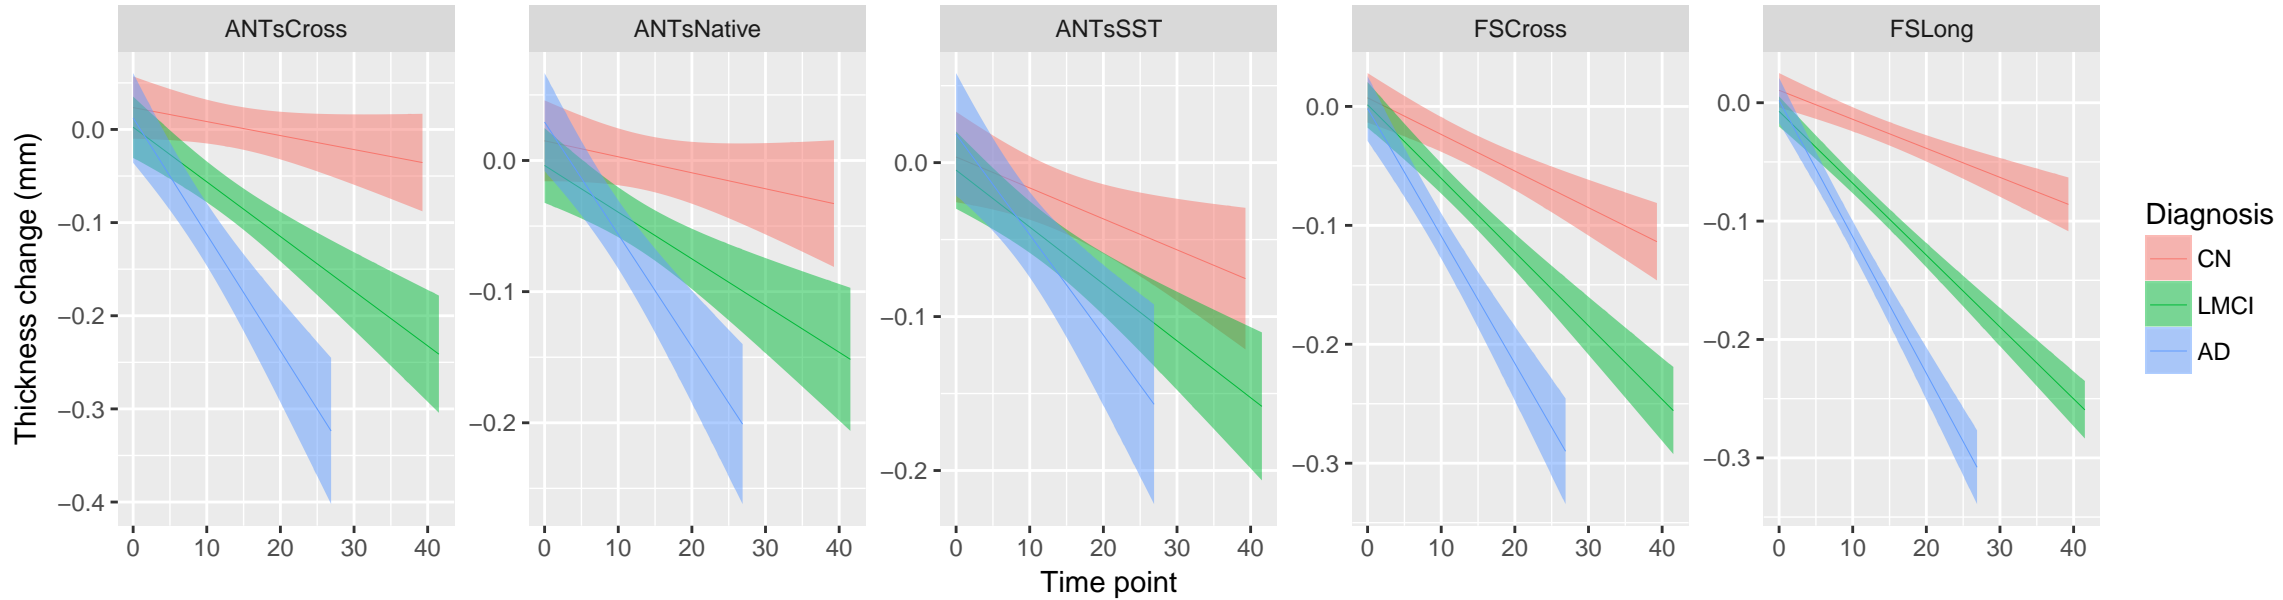 ANTsCross ANTsNative ANTsSST FSCross FSLong
Thickness change (mm)
0.0
−0.1
−0.2
−0.3
−0.4
0 10 20 30 40
0.0
−0.1
−0.2
0 10 20 30 40
0.0
−0.1
−0.2
0 10 20 30 40
0.0
−0.1
−0.2
−0.3
0 10 20 30 40
0.0
−0.1
−0.2
−0.3
0 10 20 30 40
Time point
Diagnosis
CN
LMCI
AD